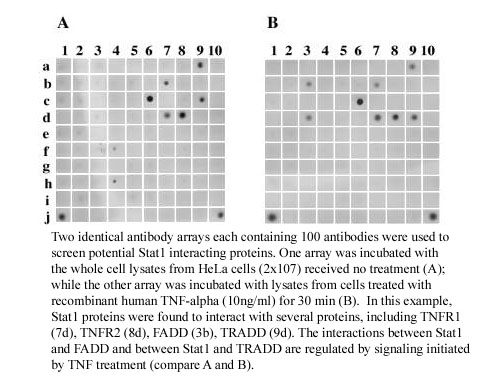 A B
1 2 3 4 5 6 7 8 9 10 1 2 3 4 5 6 7 8 9 10
a
b
c
d
e
f
g
h
i
j
Two identical antibody arrays each containing 100 antibodies were used to
screen potential Stat1 interacting proteins. One array was incubated with
the whole cell lysates from HeLa cells (2x107) received no treatment (A);
while the other array was incubated with lysates from cells treated with
recombinant human TNF-alpha (10ng/ml) for 30 min (B). In this example,
Stat1 proteins were found to interact with several proteins, including TNFR1
(7d), TNFR2 (8d), FADD (3b), TRADD (9d). The interactions between Stat1
and FADD and between Stat1 and TRADD are regulated by signaling initiated
by TNF treatment (compare A and B).